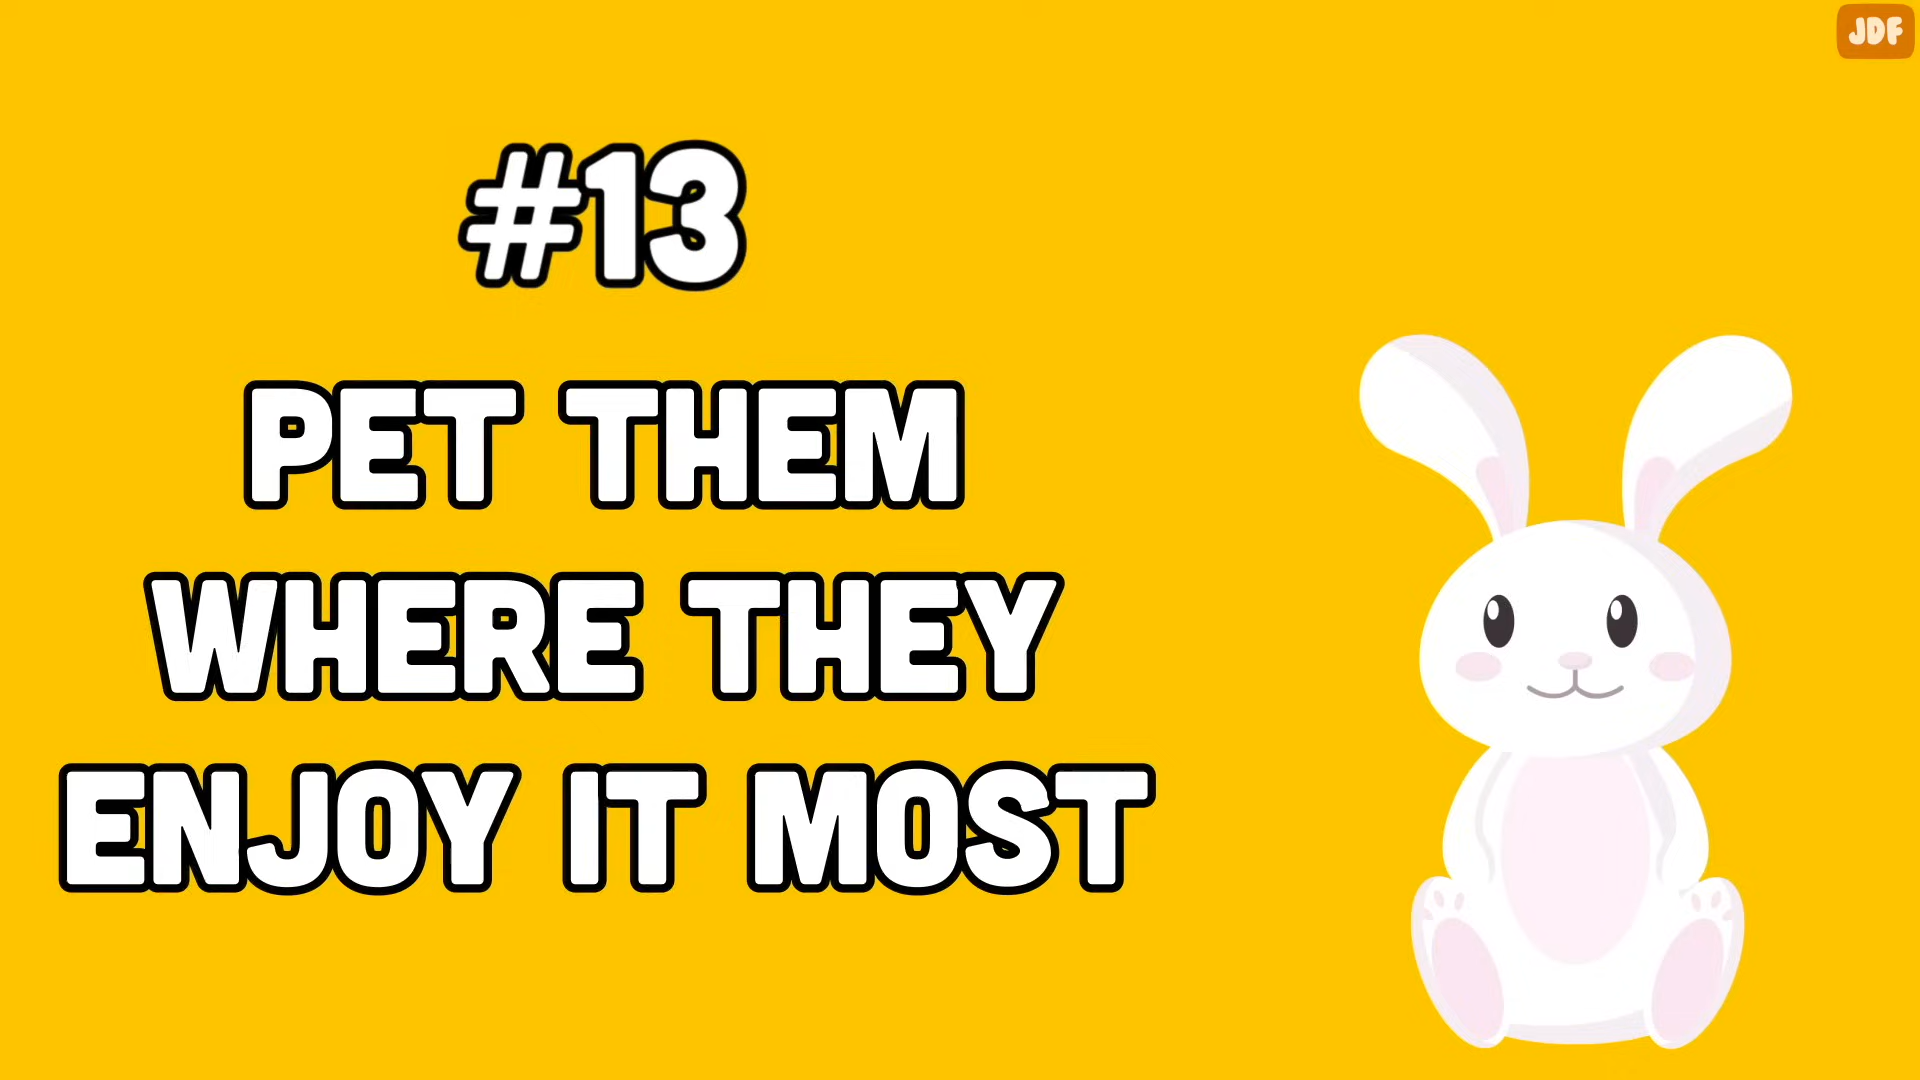 JDF
#13
PET THEM
WHERE THEY
ENJOY IT MOST